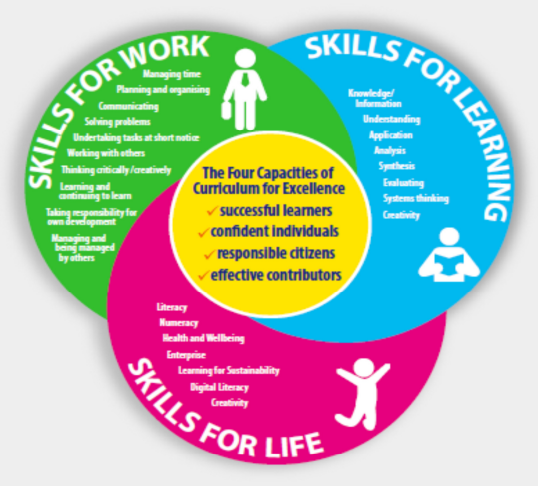 SKILLS FOR WORK
Managing time
Planning and organising
Communicating
Solving problems
Undertaking tasks at short notice
Working with others
Thinking critically /creatively
Learning and
continuing to learn
Taking responsibility for
own development
Managing and
being managed
by others
SKILLS FOR LEARNING
Knowledge/
Information
Understanding
Application
Analysis
Synthesis
Evaluating
Systems thinking
Creativity
The Four Capacities of
Curriculum for Excellence
✓successful learners
✓confident individuals
✓responsible citizens
✓effective contributors
Literacy
Numeracy
Health and Wellbeing
Enterprise
Learning for Sustainability
Digital Literacy
Creativity
SKILLS FOR LIFE